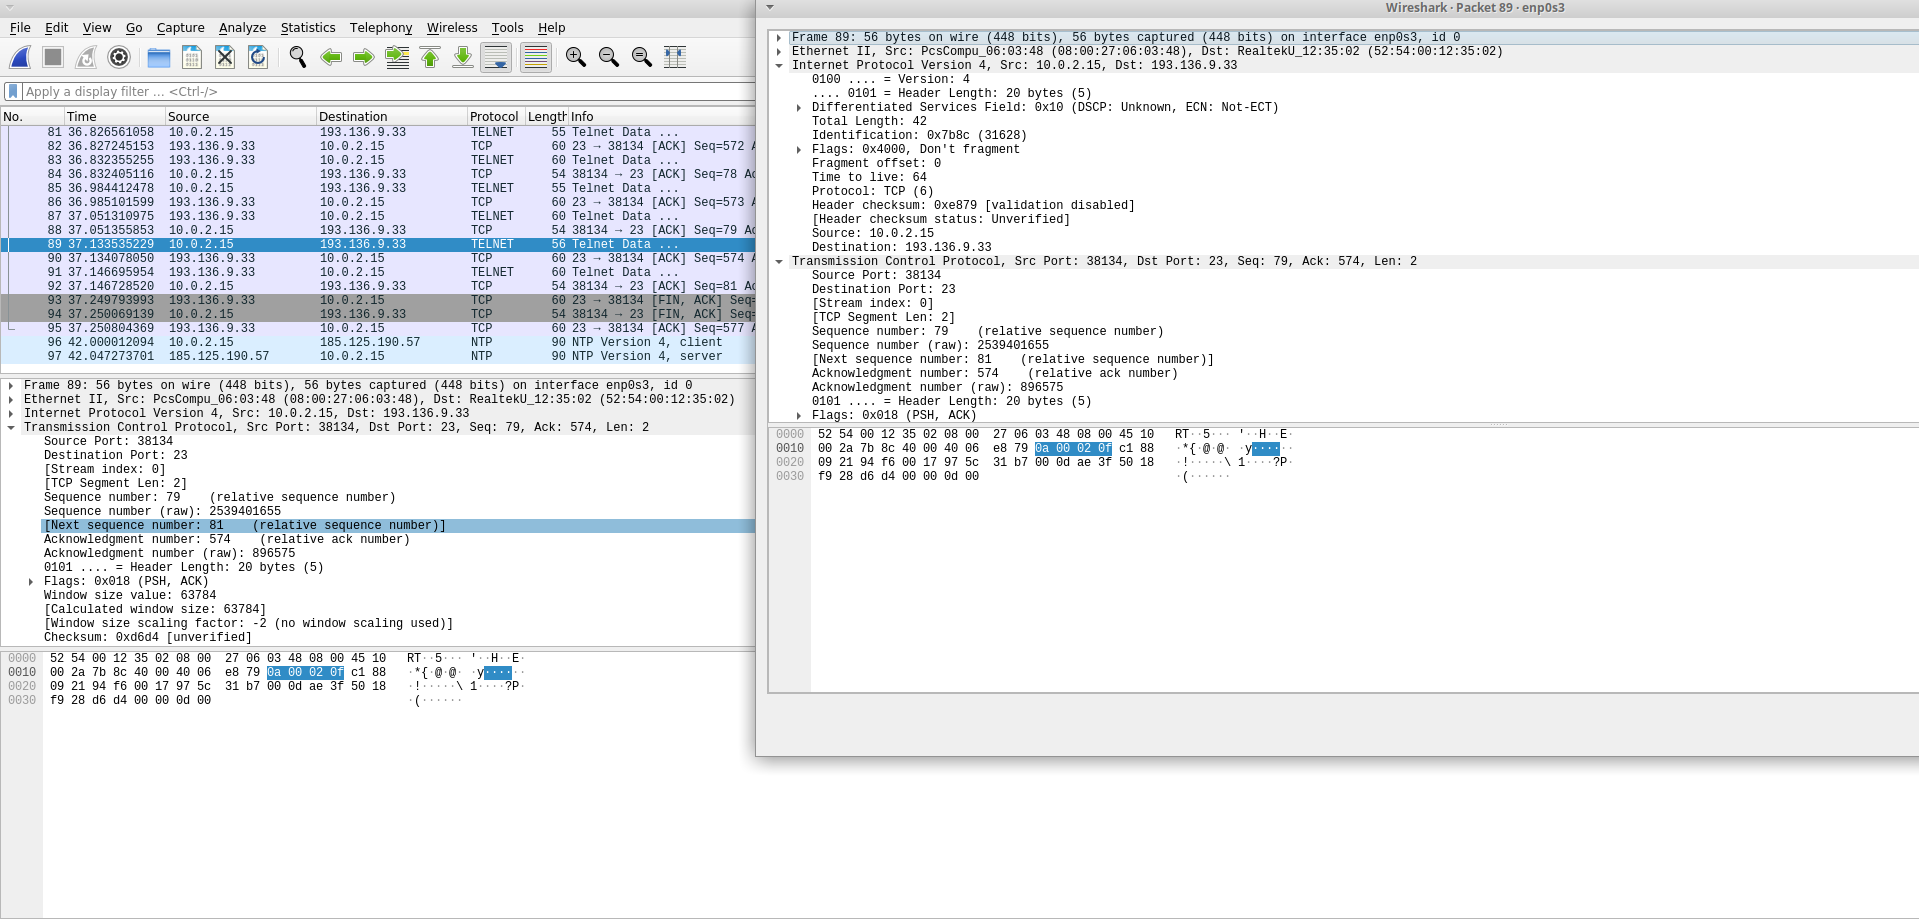 File Edit View Go Capture Analyze Statistics Telephony Wireless Tools Help
Apply a display filter ... <Ctrl-/>
No. Time Source Destination Protocol Length Info
81 36.826561058 10.0.2.15 193.136.9.33 TELNET 55 Telnet Data ...
82 36.827245153 193.136.9.33 10.0.2.15 TCP 60 23 → 38134 [ACK] Seq=572 A
83 36.832355255 193.136.9.33 10.0.2.15 TELNET 60 Telnet Data ...
84 36.832405116 10.0.2.15 193.136.9.33 TCP 54 38134 → 23 [ACK] Seq=78 Ac
85 36.984412478 10.0.2.15 193.136.9.33 TELNET 55 Telnet Data ...
86 36.985101599 193.136.9.33 10.0.2.15 TCP 60 23 → 38134 [ACK] Seq=573 A
87 37.051310975 193.136.9.33 10.0.2.15 TELNET 60 Telnet Data ...
88 37.051355853 10.0.2.15 193.136.9.33 TCP 54 38134 → 23 [ACK] Seq=79 Ac
89 37.133535229 10.0.2.15 193.136.9.33 TELNET 56 Telnet Data ...
90 37.134078050 193.136.9.33 10.0.2.15 TCP 60 23 → 38134 [ACK] Seq=574 A
91 37.146695954 193.136.9.33 10.0.2.15 TELNET 60 Telnet Data ...
92 37.146728520 10.0.2.15 193.136.9.33 TCP 54 38134 → 23 [ACK] Seq=81 Ac
93 37.249793993 193.136.9.33 10.0.2.15 TCP 60 23 → 38134 [FIN, ACK] Seq=
94 37.250069139 10.0.2.15 193.136.9.33 TCP 54 38134 → 23 [FIN, ACK] Seq=
95 37.250804369 193.136.9.33 10.0.2.15 TCP 60 23 → 38134 [ACK] Seq=577 A
96 42.000012094 10.0.2.15 185.125.190.57 NTP 90 NTP Version 4, client
97 42.047273701 185.125.190.57 10.0.2.15 NTP 90 NTP Version 4, server
Frame 89: 56 bytes on wire (448 bits), 56 bytes captured (448 bits) on interface enp0s3, id 0
Ethernet II, Src: PcsCompu_06:03:48 (08:00:27:06:03:48), Dst: RealtekU_12:35:02 (52:54:00:12:35:02)
Internet Protocol Version 4, Src: 10.0.2.15, Dst: 193.136.9.33
Transmission Control Protocol, Src Port: 38134, Dst Port: 23, Seq: 79, Ack: 574, Len: 2
Source Port: 38134
Destination Port: 23
[Stream index: 0]
[TCP Segment Len: 2]
Sequence number: 79 (relative sequence number)
Sequence number (raw): 2539401655
[Next sequence number: 81 (relative sequence number)]
Acknowledgment number: 574 (relative ack number)
Acknowledgment number (raw): 896575
0101 .... = Header Length: 20 bytes (5)
Flags: 0x018 (PSH, ACK)
Window size value: 63784
[Calculated window size: 63784]
[Window size scaling factor: -2 (no window scaling used)]
Checksum: 0xd6d4 [unverified]
0000 52 54 00 12 35 02 08 00 27 06 03 48 08 00 45 10 RT··5··· '··H··E·
0010 00 2a 7b 8c 40 00 40 06 e8 79 0a 00 02 0f c1 88 ·*{·@·@· ·y······
0020 09 21 94 f6 00 17 97 5c 31 b7 00 0d ae 3f 50 18 ·!·····\ 1····?P·
0030 f9 28 d6 d4 00 00 0d 00 ·(······
Wireshark · Packet 89 · enp0s3
Frame 89: 56 bytes on wire (448 bits), 56 bytes captured (448 bits) on interface enp0s3, id 0
Ethernet II, Src: PcsCompu_06:03:48 (08:00:27:06:03:48), Dst: RealtekU_12:35:02 (52:54:00:12:35:02)
Internet Protocol Version 4, Src: 10.0.2.15, Dst: 193.136.9.33
0100 .... = Version: 4
.... 0101 = Header Length: 20 bytes (5)
Differentiated Services Field: 0x10 (DSCP: Unknown, ECN: Not-ECT)
Total Length: 42
Identification: 0x7b8c (31628)
Flags: 0x4000, Don't fragment
Fragment offset: 0
Time to live: 64
Protocol: TCP (6)
Header checksum: 0xe879 [validation disabled]
[Header checksum status: Unverified]
Source: 10.0.2.15
Destination: 193.136.9.33
Transmission Control Protocol, Src Port: 38134, Dst Port: 23, Seq: 79, Ack: 574, Len: 2
Source Port: 38134
Destination Port: 23
[Stream index: 0]
[TCP Segment Len: 2]
Sequence number: 79 (relative sequence number)
Sequence number (raw): 2539401655
[Next sequence number: 81 (relative sequence number)]
Acknowledgment number: 574 (relative ack number)
Acknowledgment number (raw): 896575
0101 .... = Header Length: 20 bytes (5)
Flags: 0x018 (PSH, ACK)
0000 52 54 00 12 35 02 08 00 27 06 03 48 08 00 45 10 RT··5··· '··H··E·
0010 00 2a 7b 8c 40 00 40 06 e8 79 0a 00 02 0f c1 88 ·*{·@·@· ·y······
0020 09 21 94 f6 00 17 97 5c 31 b7 00 0d ae 3f 50 18 ·!·····\ 1····?P·
0030 f9 28 d6 d4 00 00 0d 00 ·(······